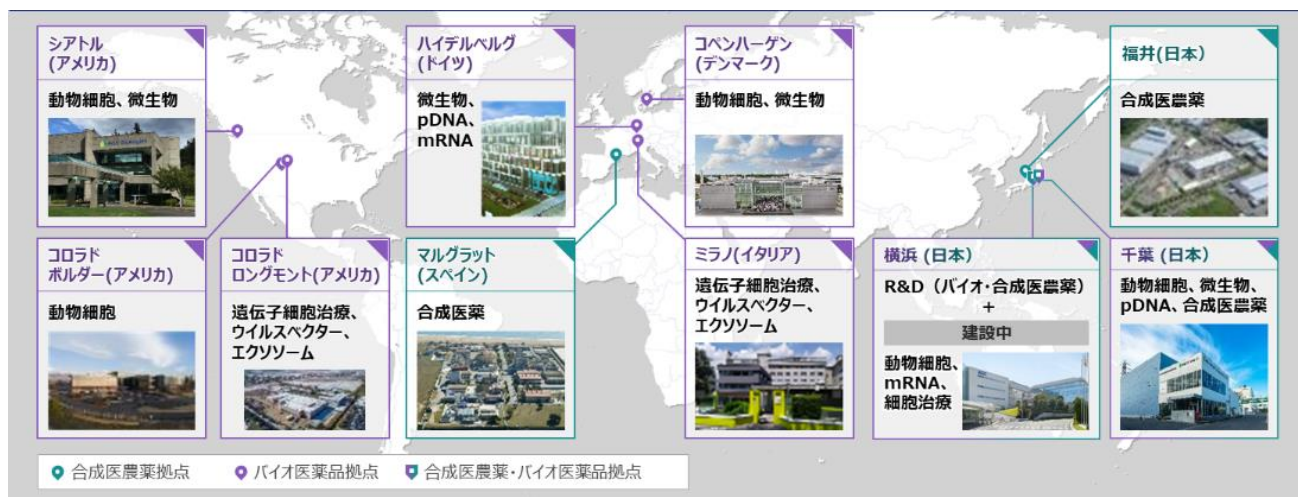 シアトル
(アメリカ)
動物細胞、微生物
ハイデルベルグ
(ドイツ)
微生物、
pDNA、
mRNA
コペンハーゲン
(デンマーク)
動物細胞、微生物
福井(日本)
合成医農薬
コロラド
ボルダー(アメリカ)
動物細胞
コロラド
ロングモント(アメリカ)
遺伝子細胞治療、
ウイルスベクター、
エクソソーム
マルグラット
(スペイン)
合成医薬
ミラノ(イタリア)
遺伝子細胞治療、
ウイルスベクター、
エクソソーム
横浜 (日本)
R&D(バイオ・合成医農薬)
+
建設中
動物細胞、
mRNA、
細胞治療
千葉 (日本)
動物細胞、微生物、
pDNA、合成医農薬
合成医農薬拠点
バイオ医薬品拠点
合成医農薬・バイオ医薬品拠点